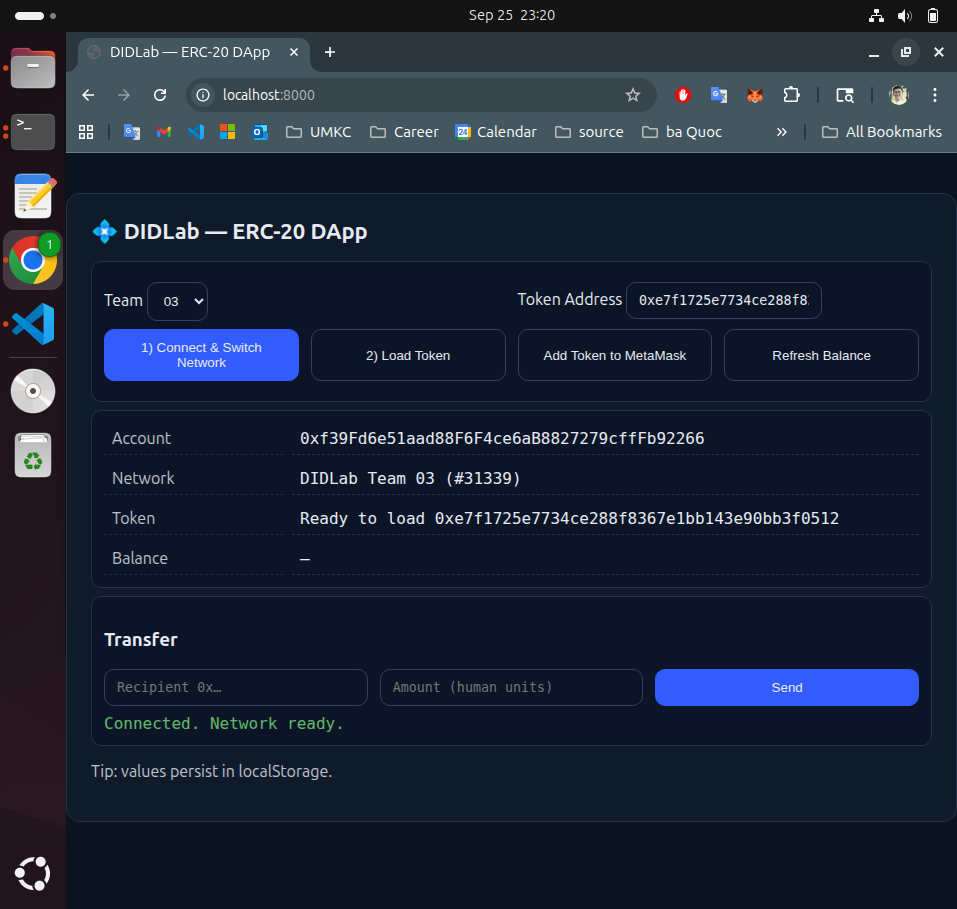 Sep 25 23:20
DIDLab — ERC-20 DApp
localhost:8000
UMKC
Career
24 Calendar
source
ba Quoc
All Bookmarks
1
DIDLab — ERC-20 DApp
Team 03
Token Address 0xe7f1725e7734ce288f8
1) Connect & Switch
Network
2) Load Token
Add Token to MetaMask
Refresh Balance
Account 0xf39Fd6e51aad88F6F4ce6aB8827279cffFb92266
Network DIDLab Team 03 (#31339)
Token Ready to load 0xe7f1725e7734ce288f8367e1bb143e90bb3f0512
Balance —
Transfer
Recipient 0x…
Amount (human units)
Send
Connected. Network ready.
Tip: values persist in localStorage.